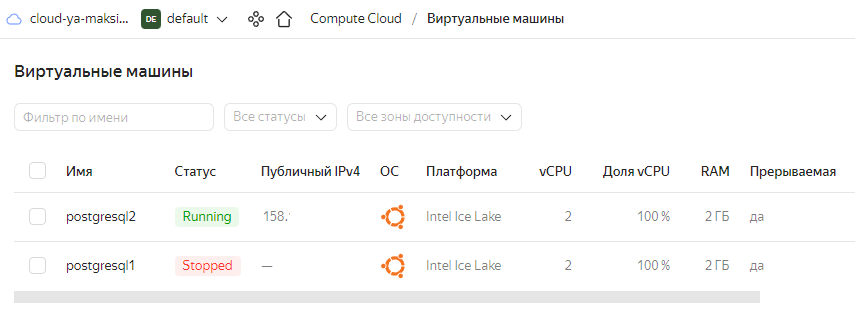 cloud-ya-maksi... DE default Compute Cloud / Виртуальные машины
Виртуальные машины
Фильтр по имени Все статусы Все зоны доступности
Имя Статус Публичный IPv4 ОС Платформа vCPU Доля vCPU RAM Прерываемая
postgresql2 Running 158. Intel Ice Lake 2 100 % 2 ГБ да
postgresql1 Stopped — Intel Ice Lake 2 100 % 2 ГБ да